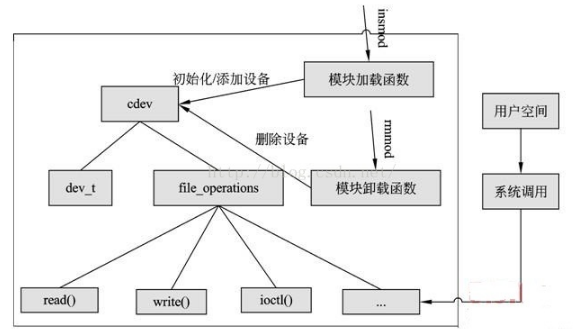 insmod
初始化/添加设备
模块加载函数
cdev
用户空间
删除设备
rmmod
http://blog.csdn.net/
dev_t
file_operations
模块卸载函数
系统调用
read()
write()
ioctl()
...